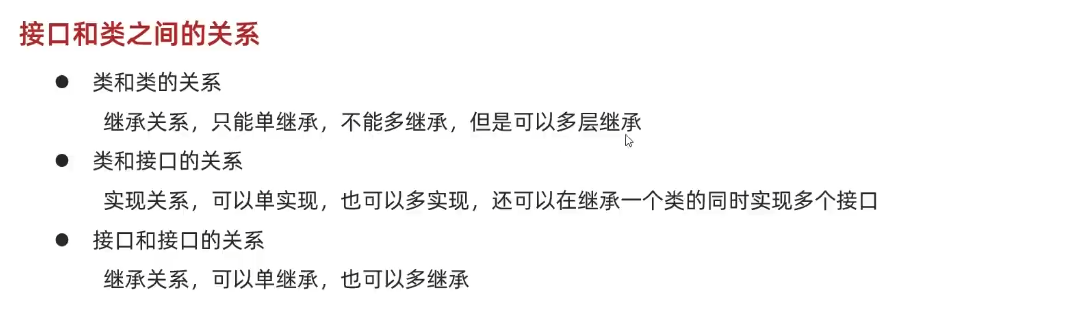 接口和类之间的关系
● 类和类的关系
继承关系，只能单继承，不能多继承，但是可以多层继承
● 类和接口的关系
实现关系，可以单实现，也可以多实现，还可以在继承一个类的同时实现多个接口
● 接口和接口的关系
继承关系，可以单继承，也可以多继承